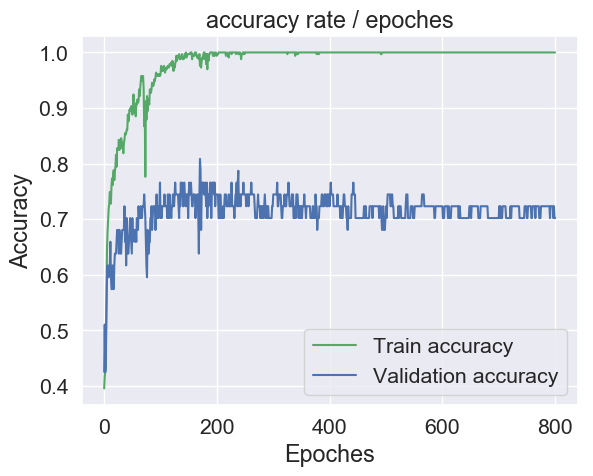 accuracy rate / epoches
1.0
0.9
0.8
0.7
0.6
0.5
0.4
Accuracy
Train accuracy
Validation accuracy
0
200
400
600
800
Epoches